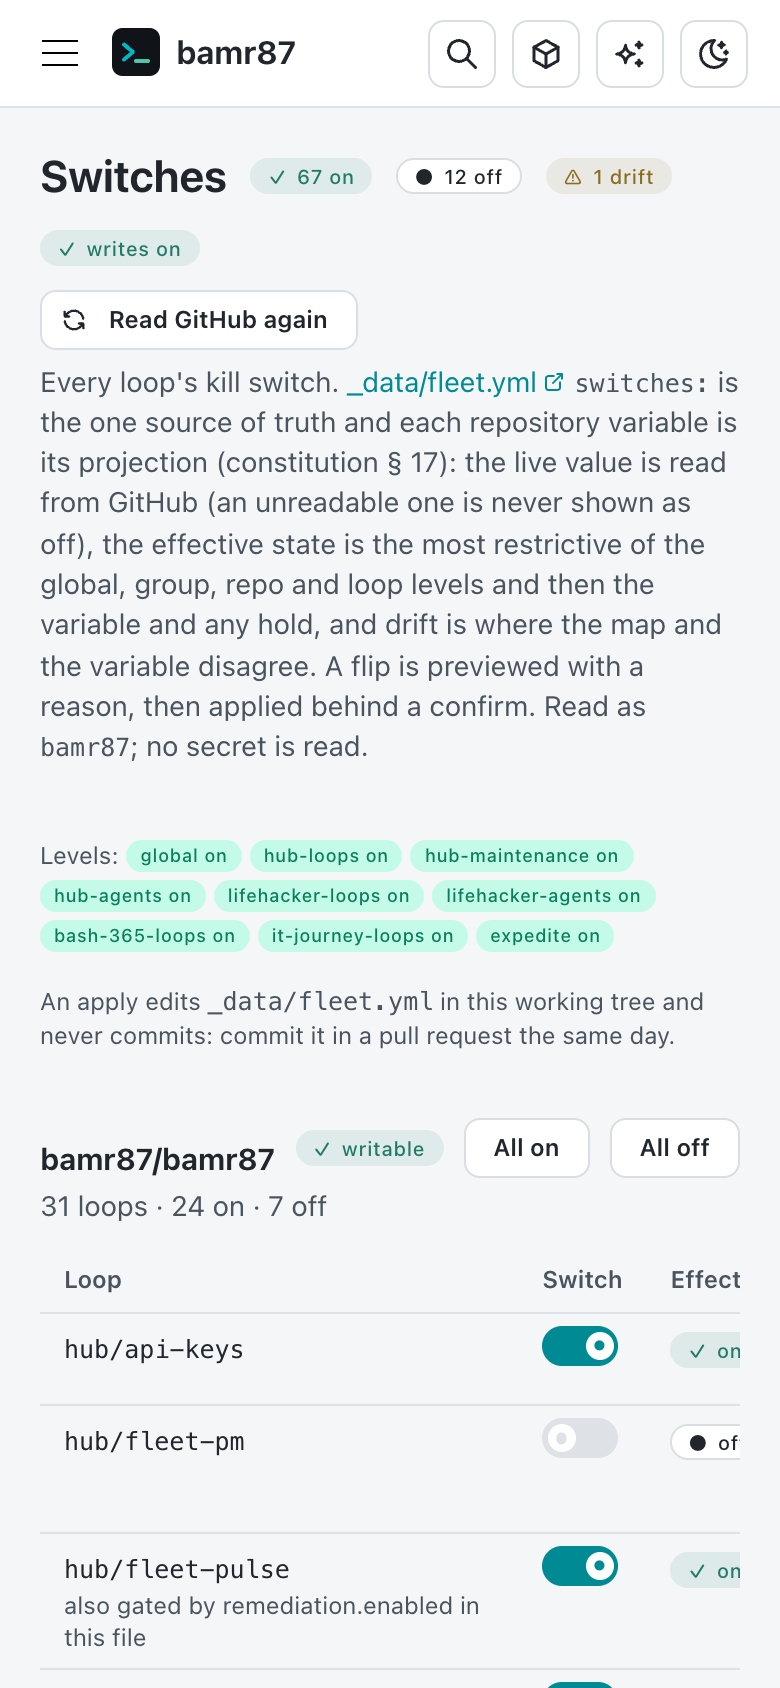 bamr87
Switches
67 on
12 off
1 drift
writes on
Read GitHub again
Every loop's kill switch. _data/fleet.yml switches: is
the one source of truth and each repository variable is
its projection (constitution § 17): the live value is read
from GitHub (an unreadable one is never shown as
off), the effective state is the most restrictive of the
global, group, repo and loop levels and then the
variable and any hold, and drift is where the map and
the variable disagree. A flip is previewed with a
reason, then applied behind a confirm. Read as
bamr87; no secret is read.
Levels: global on hub-loops on hub-maintenance on
hub-agents on lifehacker-loops on lifehacker-agents on
bash-365-loops on it-journey-loops on expedite on
An apply edits _data/fleet.yml in this working tree and
never commits: commit it in a pull request the same day.
bamr87/bamr87 writable All on All off
31 loops · 24 on · 7 off
Loop Switch Effect
hub/api-keys on
hub/fleet-pm of
hub/fleet-pulse on
also gated by remediation.enabled in
this file